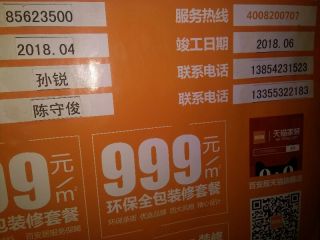 85623500 服务热线 4008200707
2018.04 竣工日期 2018.06
孙锐 联系电话 13854231523
陈守俊 联系电话 13355322183
99元/m²
999元/m²
装修套餐
环保全包装修套餐
天猫家装